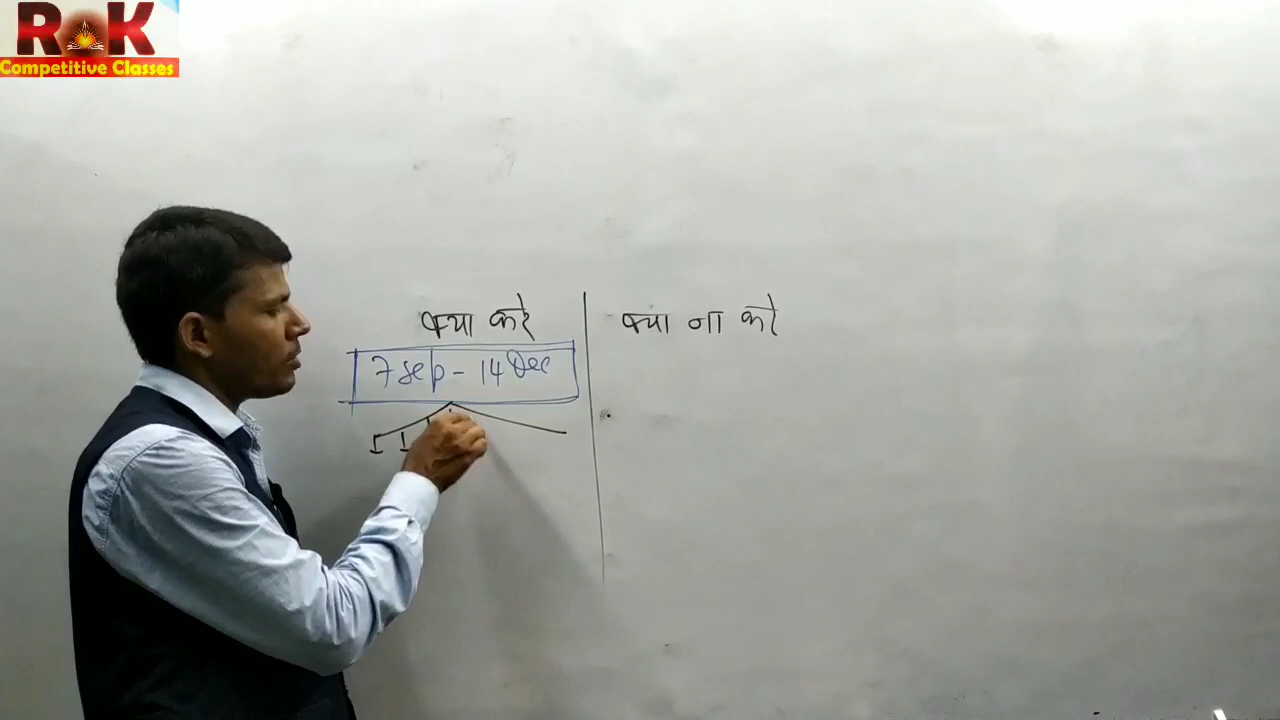 RK
Competitive Classes
क्या करे
क्या ना करे
7 Sep - 14 Dec